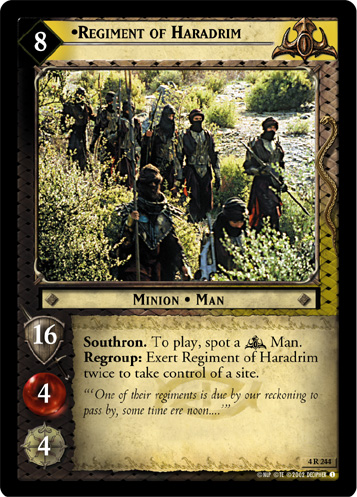 8
•Regiment of Haradrim
Minion • Man
16
4
4
Southron. To play, spot a Man.
Regroup: Exert Regiment of Haradrim
twice to take control of a site.
“‘One of their regiments is due by our reckoning to
pass by, some time ere noon....’”
4 R 244